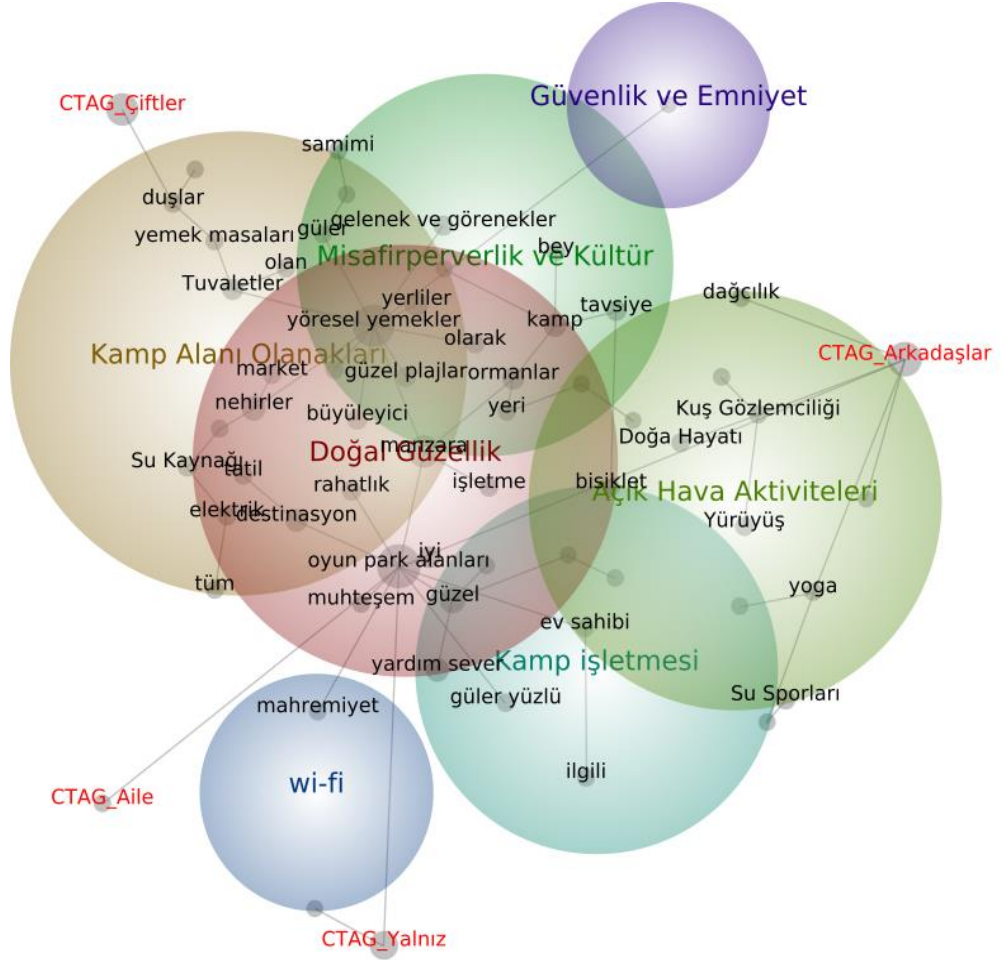 Güvenlik ve Emniyet
CTAG_Çiftler
samimi
duşlar
gelenek ve görenekler
güler
yemek masaları
bey
Misafirperverlik ve Kültür
olan
Tuvaletler
dağcılık
yerliler
tavsiye
yöresel yemekler
kamp
olarak
Kamp Alanı Olanakları
CTAG_Arkadaşlar
market
güzel plajlar
ormanlar
nehirler
büyüleyici
yeri
Kuş Gözlemciliği
Doğa Hayatı
manzara
Doğal Güzellik
Su Kaynağı
tatil
rahatlık
işletme
bisiklet
Açık Hava Aktiviteleri
elektrik
destinasyon
Yürüyüş
iyi
oyun park alanları
tüm
muhteşem
güzel
yoga
ev sahibi
yardım sever
Kamp işletmesi
güler yüzlü
Su Sporları
mahremiyet
ilgili
wi-fi
CTAG_Aile
CTAG_Yalnız